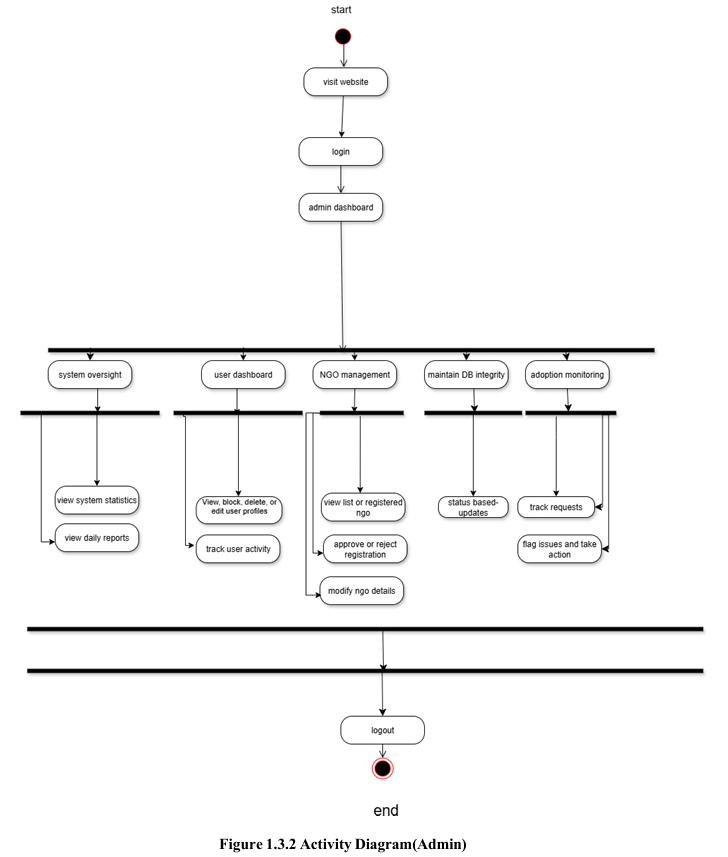 start
visit website
login
admin dashboard
system oversight
user dashboard
NGO management
maintain DB integrity
adoption monitoring
view system statistics
View, block, delete, or
edit user profiles
view list or registered
ngo
status based-
updates
track requests
view daily reports
track user activity
approve or reject
registration
flag issues and take
action
modify ngo details
logout
end
Figure 1.3.2 Activity Diagram(Admin)